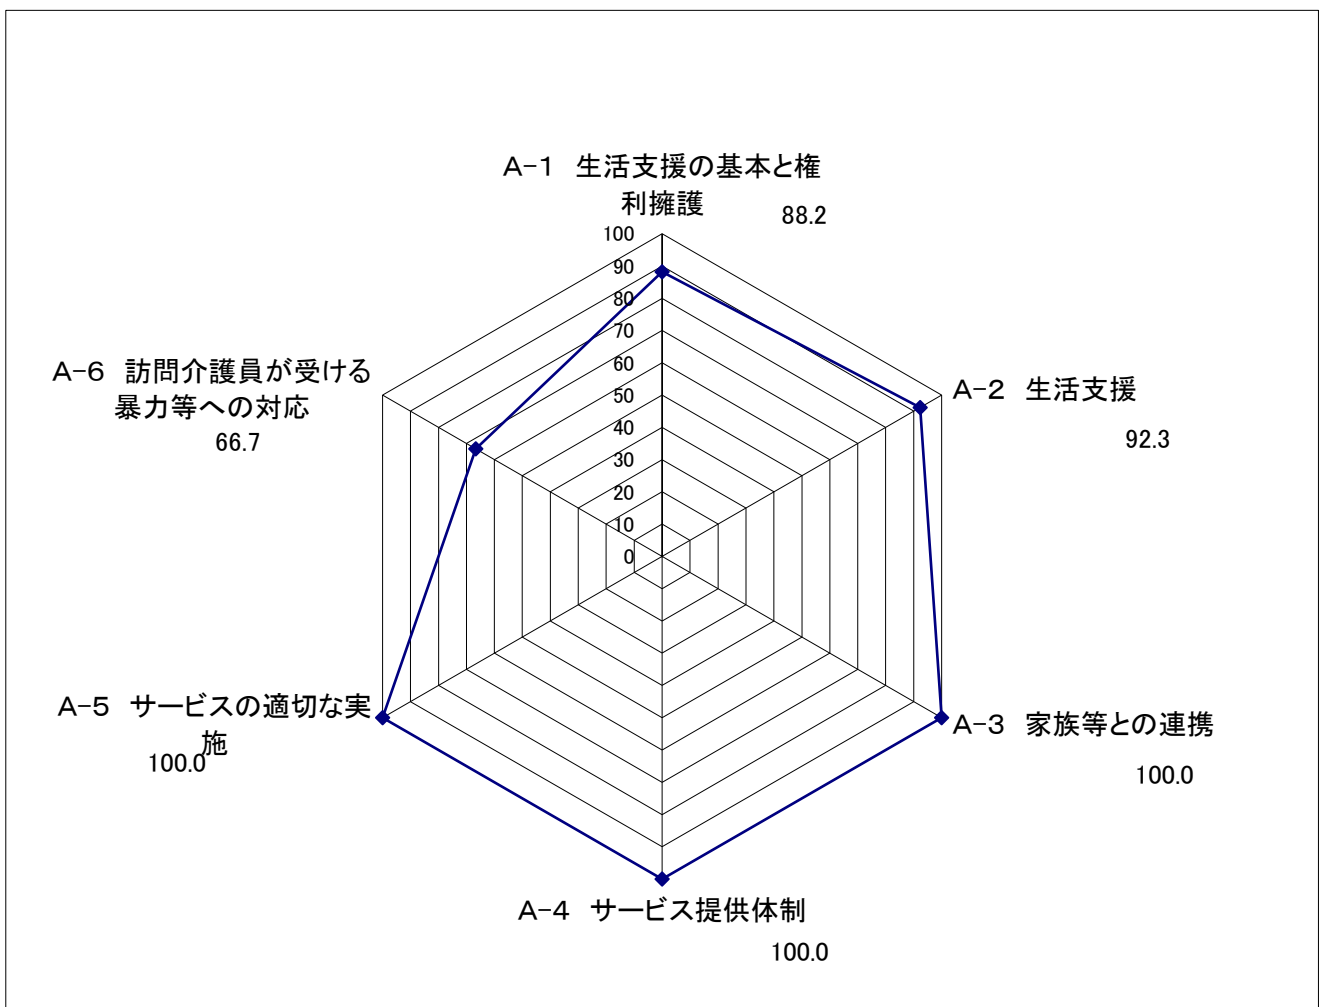 A-1　生活支援の基本と権
利擁護
88.2
100
90
80
70
60
50
40
30
20
10
0
A-2　生活支援
92.3
A-3　家族等との連携
100.0
A-4　サービス提供体制
100.0
A-5　サービスの適切な実
施
100.0
A-6　訪問介護員が受ける
暴力等への対応
66.7